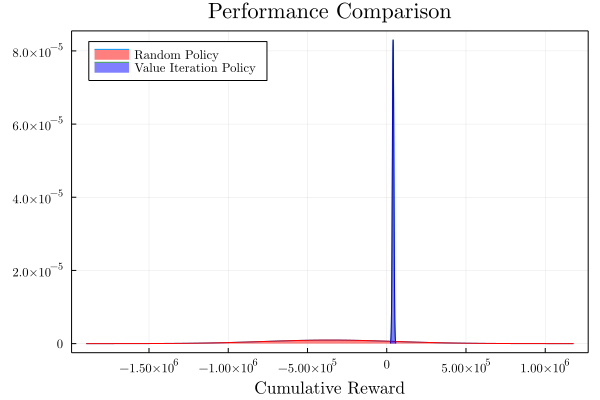 Performance Comparison
Random Policy
Value Iteration Policy
8.0×10⁻⁵
6.0×10⁻⁵
4.0×10⁻⁵
2.0×10⁻⁵
0
−1.50×10⁶ −1.00×10⁶ −5.00×10⁵ 0 5.00×10⁵ 1.00×10⁶
Cumulative Reward